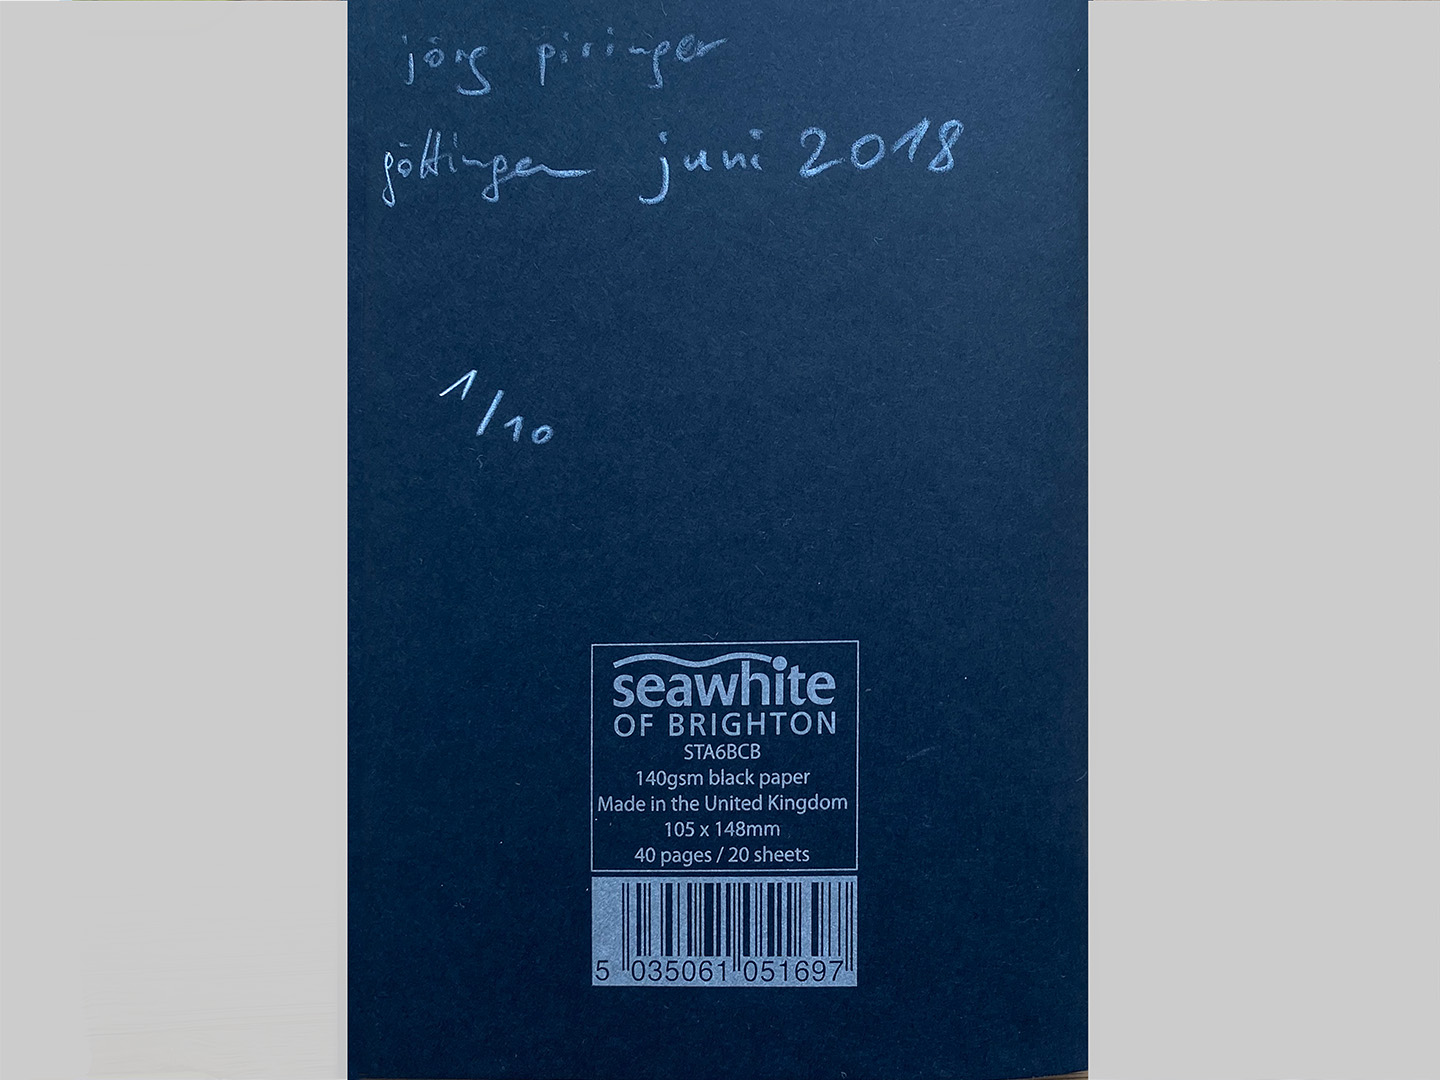 jörg piringer
göttingen juni 2018
1/10
seawhite
OF BRIGHTON
STA6BCB
140gsm black paper
Made in the United Kingdom
105 x 148mm
40 pages / 20 sheets
5 035061 051697